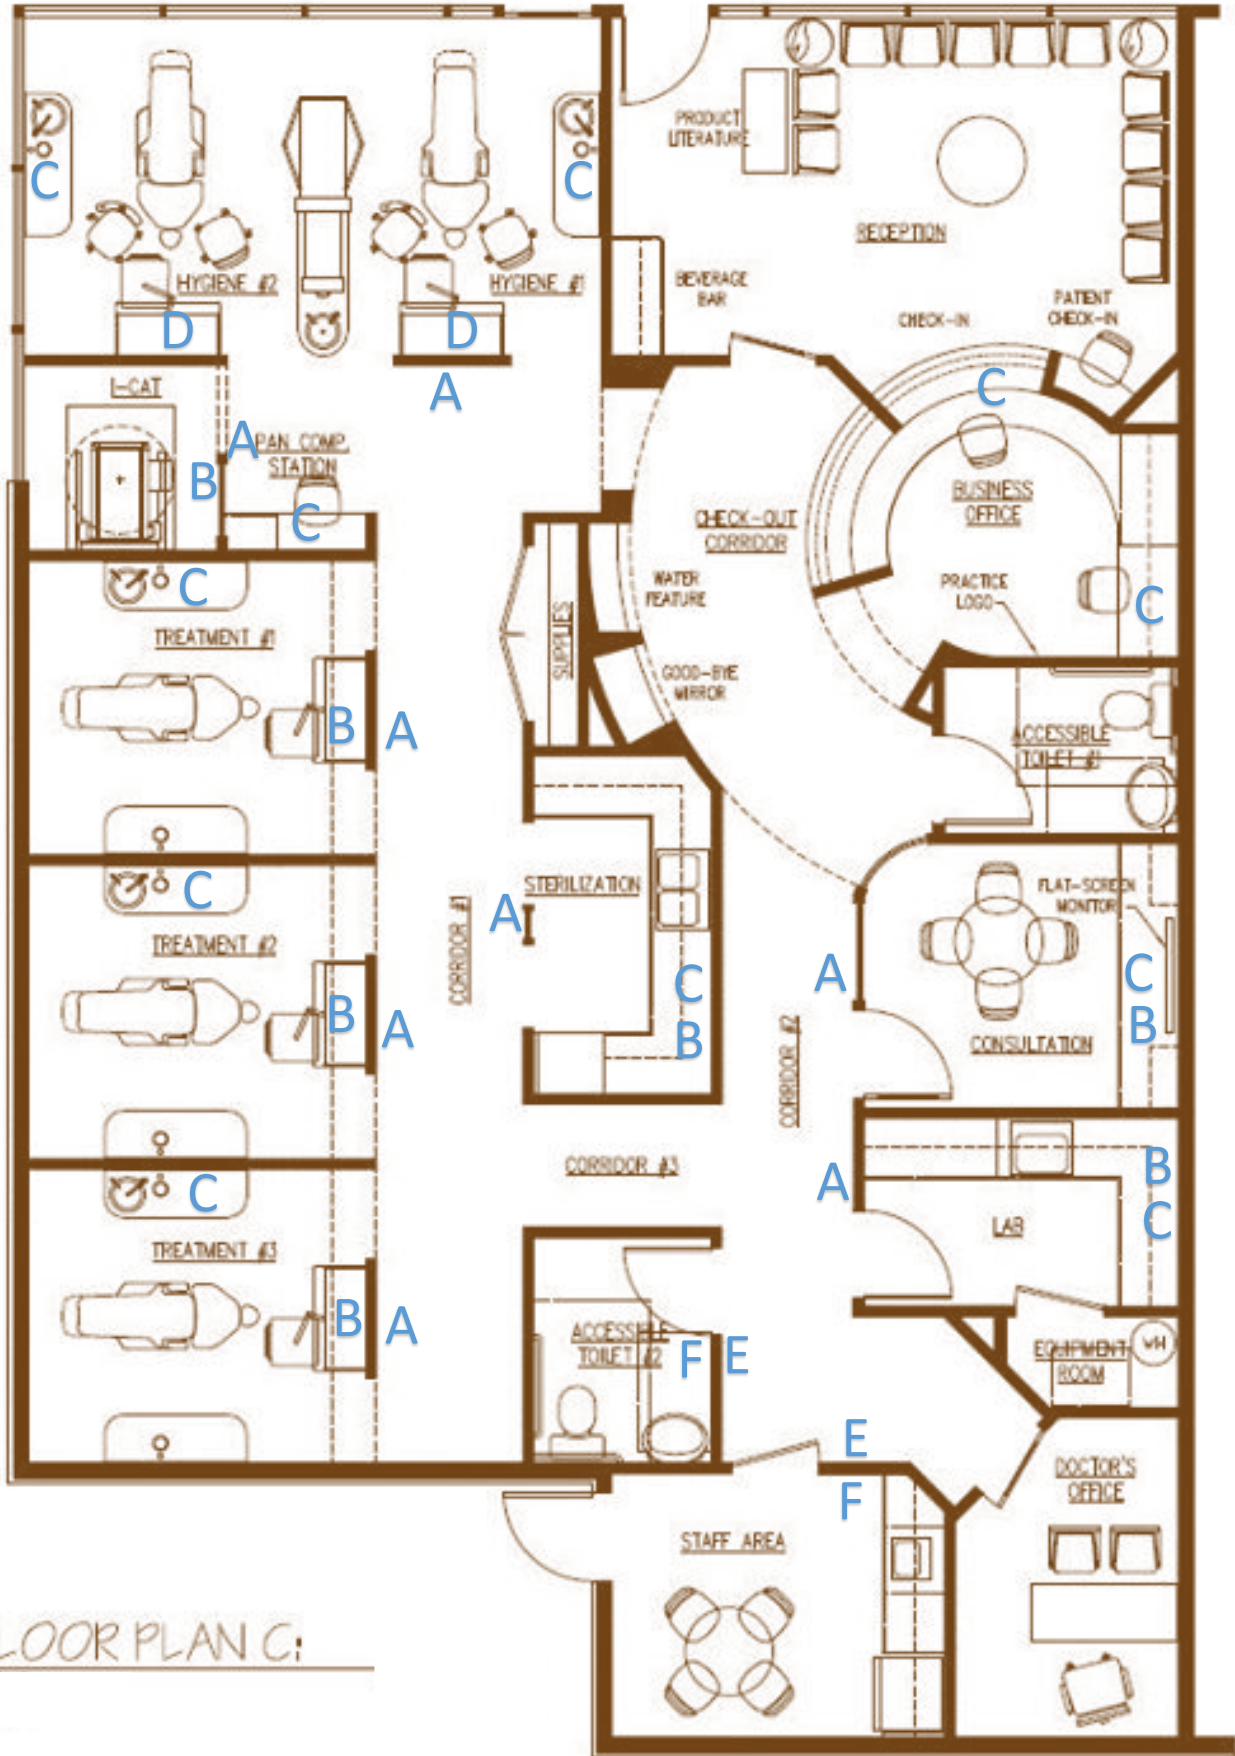 PRODUCT
LITERATURE
C
C
RECEPTION
HYGIENE #2
HYGIENE #1
BEVERAGE
BAR
PATIENT
CHECK-IN
CHECK-IN
D
D
I-CAT
A
C
A
PAN COMP.
STATION
B
C
BUSINESS
OFFICE
CHECK-OUT
CORRIDOR
C
WATER
FEATURE
PRACTICE
LOGO
C
TREATMENT #1
SUPPLIES
GOOD-BYE
MIRROR
B
A
ACCESSIBLE
TOILET #1
C
STERILIZATION
FLAT-SCREEN
MONITOR
A
TREATMENT #2
CORRIDOR #1
A
C
C
B
A
B
B
CONSULTATION
CORRIDOR #2
CORRIDOR #3
C
A
B
C
LAB
TREATMENT #3
B
A
ACCESSIBLE
TOILET #2
F
E
EQUIPMENT
ROOM
WH
E
F
DOCTOR'S
OFFICE
STAFF AREA
LOOR PLAN C: